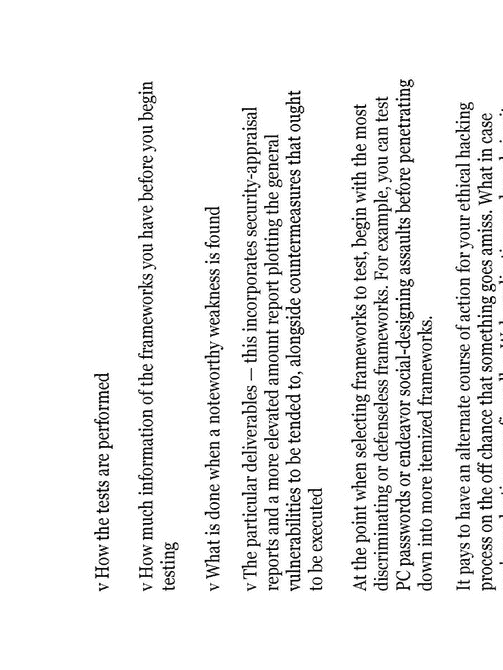 v How the tests are performed
v How much information of the frameworks you have before you begin
testing
v What is done when a noteworthy weakness is found
v The particular deliverables — this incorporates security-appraisal
reports and a more elevated amount report plotting the general
vulnerabilities to be tended to, alongside countermeasures that ought
to be executed
At the point when selecting frameworks to test, begin with the most
discriminating or defenseless frameworks. For example, you can test
PC passwords or endeavor social-designing assaults before penetrating
down into more itemized frameworks.
It pays to have an alternate course of action for your ethical hacking
process on the off chance that something goes amiss. What in case